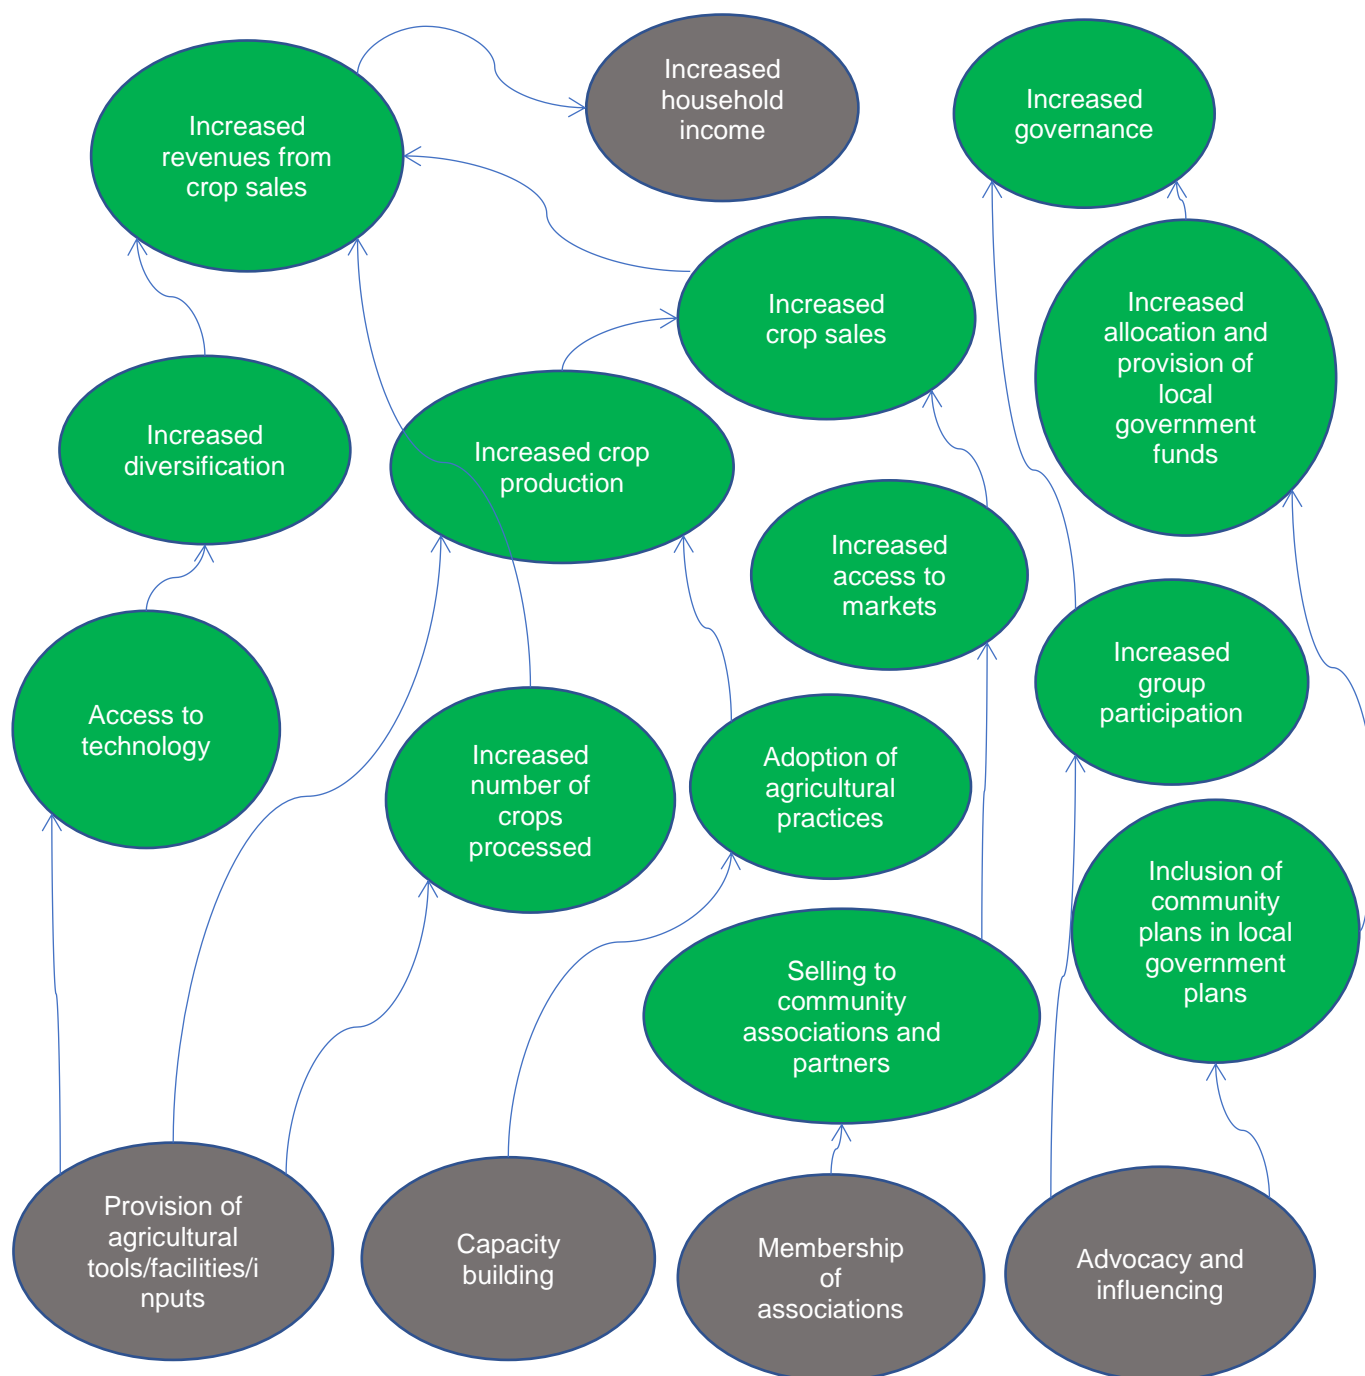 Increased
household
income
Increased
governance
Increased
revenues from
crop sales
Increased
crop sales
Increased
allocation and
provision of
local
government
funds
Increased
diversification
Increased crop
production
Increased
access to
markets
Increased
group
participation
Access to
technology
Increased
number of
crops
processed
Adoption of
agricultural
practices
Inclusion of
community
plans in local
government
plans
Selling to
community
associations and
partners
Provision of
agricultural
tools/facilities/i
nputs
Capacity
building
Membership
of
associations
Advocacy and
influencing